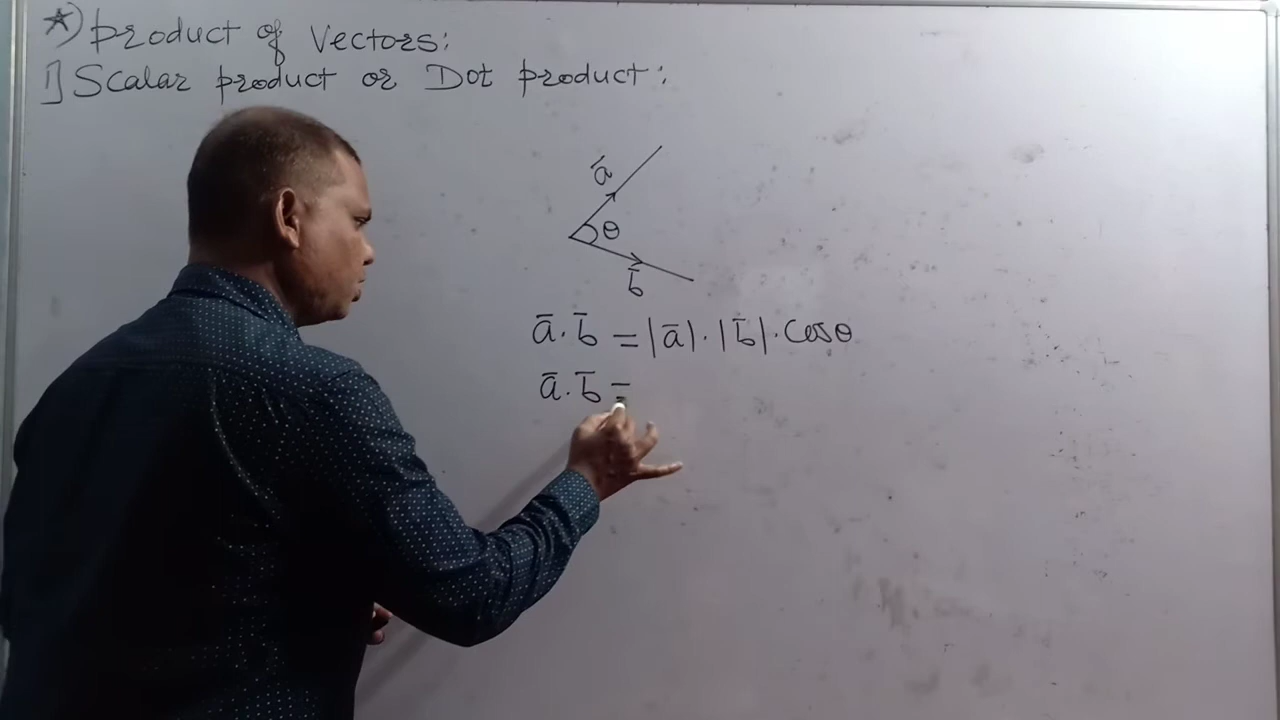 *) product of vectors:
1] Scalar product or Dot product:
ā
θ
b̄
ā . b̄ = |ā| . |b̄| . Cosθ
ā . b̄ =